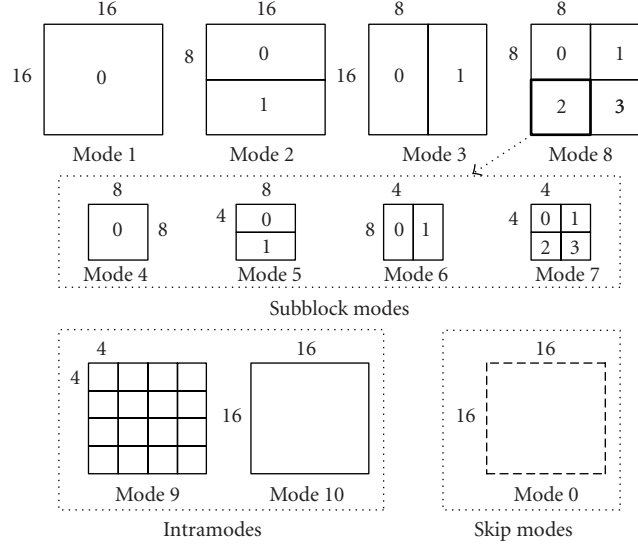 16 16 8 8
16 0 8 0 16 0 1 8 0 1
1 2 3
Mode 1 Mode 2 Mode 3 Mode 8
8 8 4 4
0 8 4 0 8 0 1 4 0 1
1 2 3
Mode 4 Mode 5 Mode 6 Mode 7
Subblock modes
4 16 16
4
16 16
Mode 9 Mode 10 Mode 0
Intramodes Skip modes